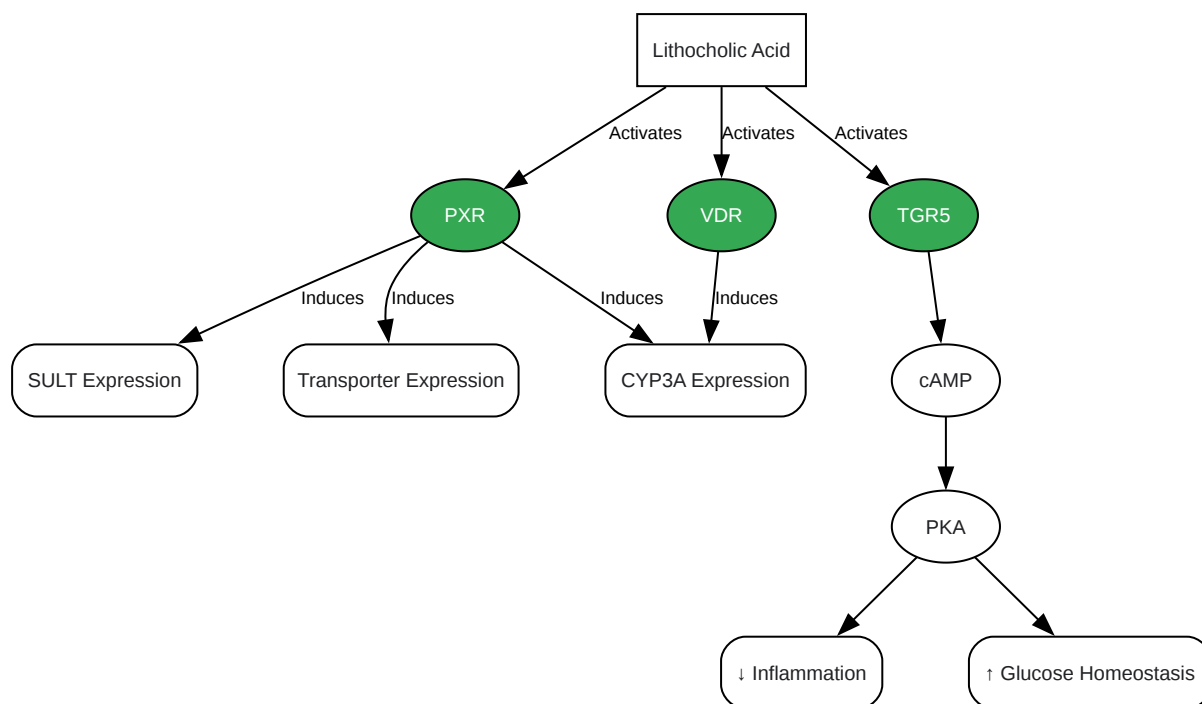 Lithocholic Acid
Activates
Activates
Activates
PXR
VDR
TGR5
Induces
Induces
Induces
Induces
SULT Expression
Transporter Expression
CYP3A Expression
cAMP
PKA
↓ Inflammation
↑ Glucose Homeostasis